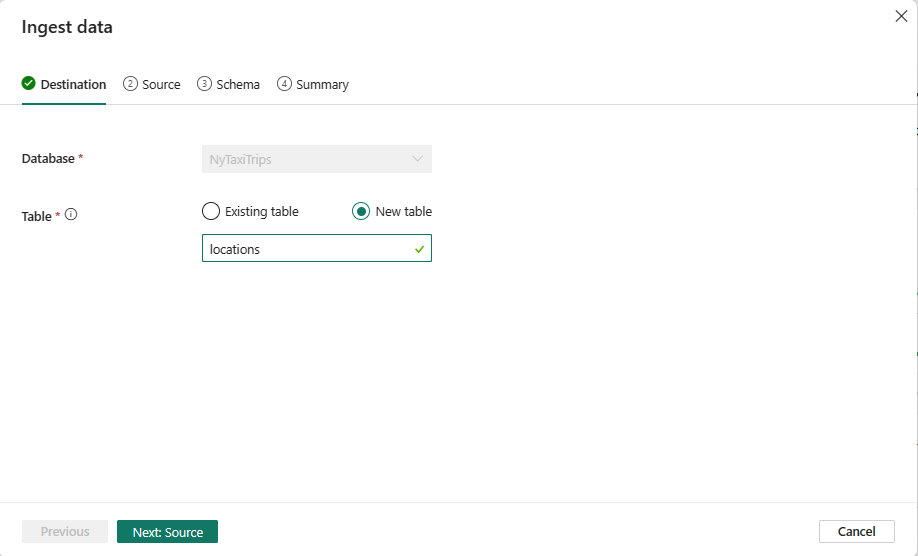 Ingest data
Destination 2 Source 3 Schema 4 Summary
Database * NyTaxiTrips
Table * Existing table New table
locations
Previous Next: Source Cancel